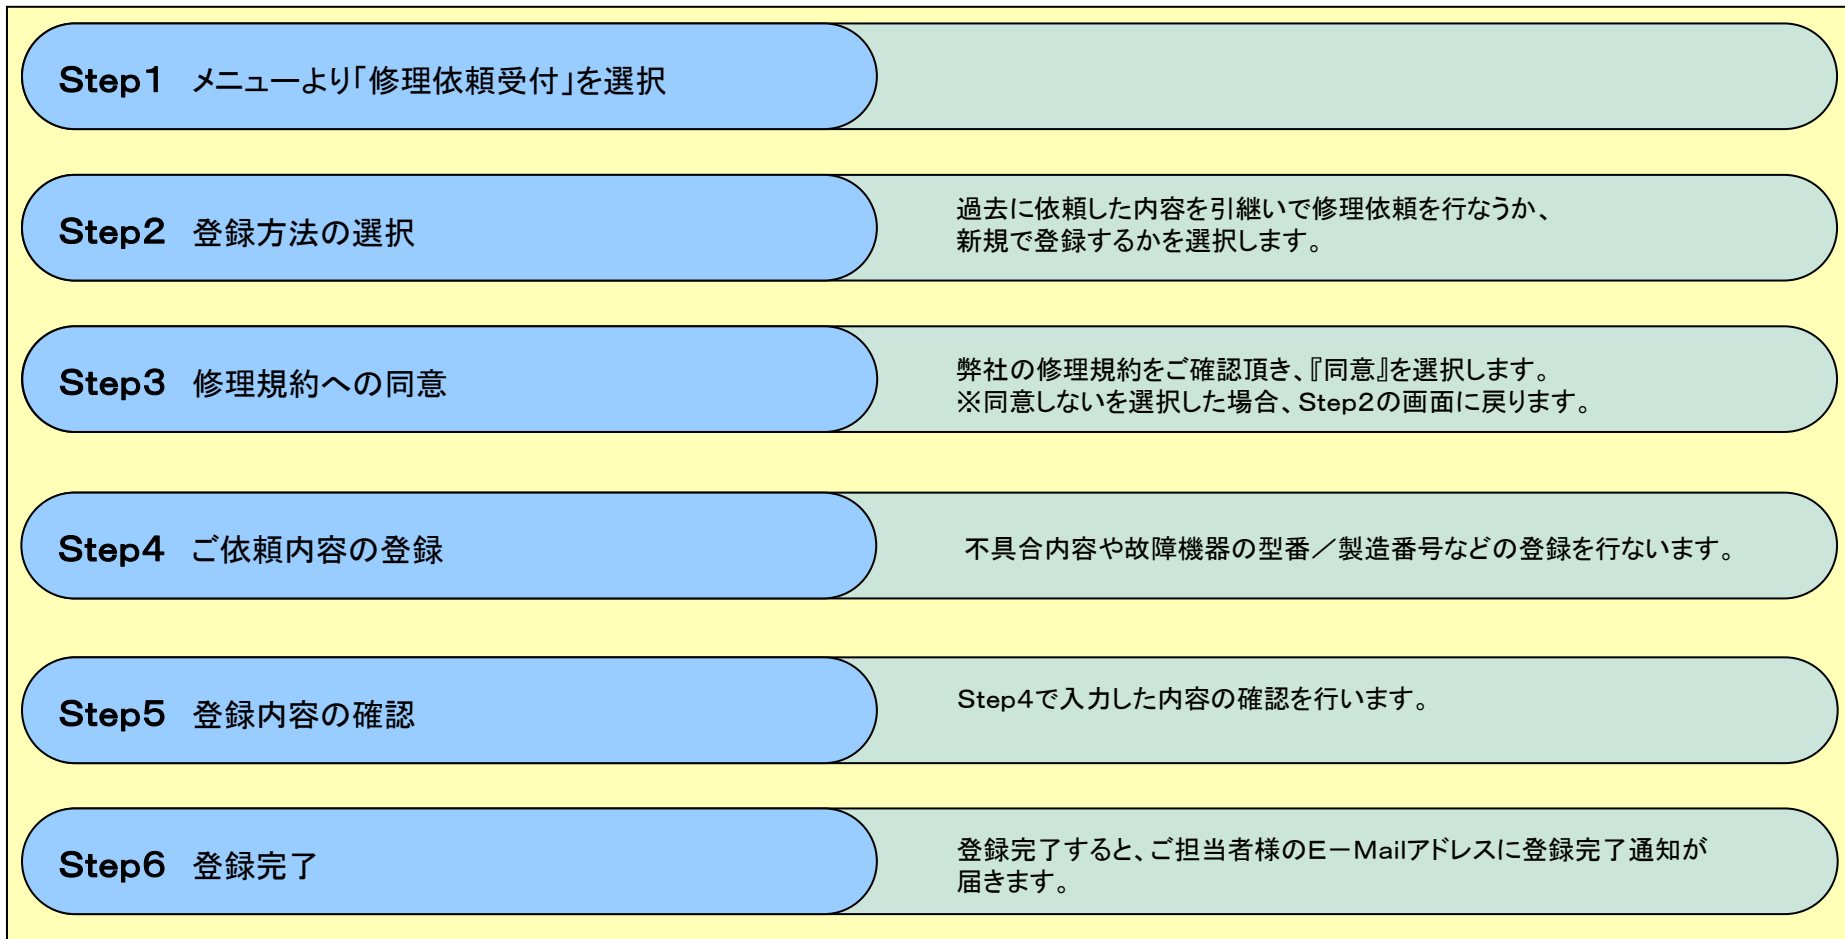 Step1 メニューより「修理依頼受付」を選択
Step2 登録方法の選択
過去に依頼した内容を引継いで修理依頼を行なうか、
新規で登録するかを選択します。
Step3 修理規約への同意
弊社の修理規約をご確認頂き、『同意』を選択します。
※同意しないを選択した場合、Step2の画面に戻ります。
Step4 ご依頼内容の登録
不具合内容や故障機器の型番／製造番号などの登録を行ないます。
Step5 登録内容の確認
Step4で入力した内容の確認を行います。
Step6 登録完了
登録完了すると、ご担当者様のE－Mailアドレスに登録完了通知が
届きます。